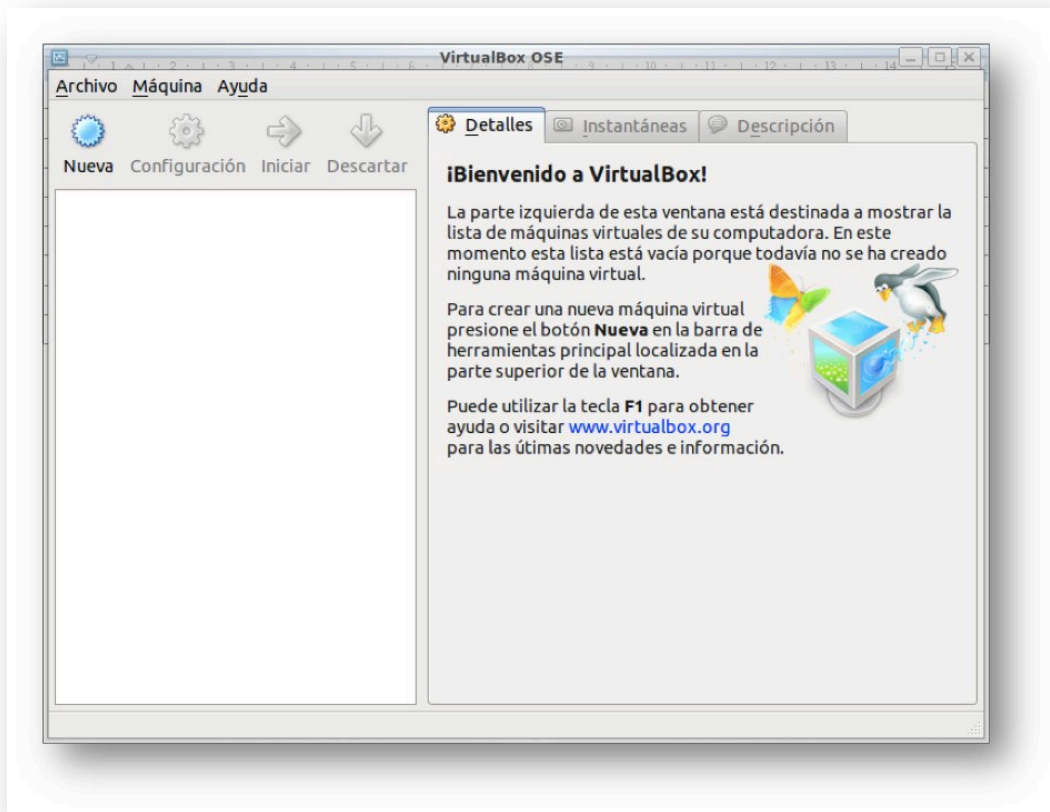 VirtualBox OSE
Archivo Máquina Ayuda
Nueva Configuración Iniciar Descartar
Detalles Instantáneas Descripción
¡Bienvenido a VirtualBox!
La parte izquierda de esta ventana está destinada a mostrar la
lista de máquinas virtuales de su computadora. En este
momento esta lista está vacía porque todavía no se ha creado
ninguna máquina virtual.
Para crear una nueva máquina virtual
presione el botón Nueva en la barra de
herramientas principal localizada en la
parte superior de la ventana.
Puede utilizar la tecla F1 para obtener
ayuda o visitar www.virtualbox.org
para las útimas novedades e información.